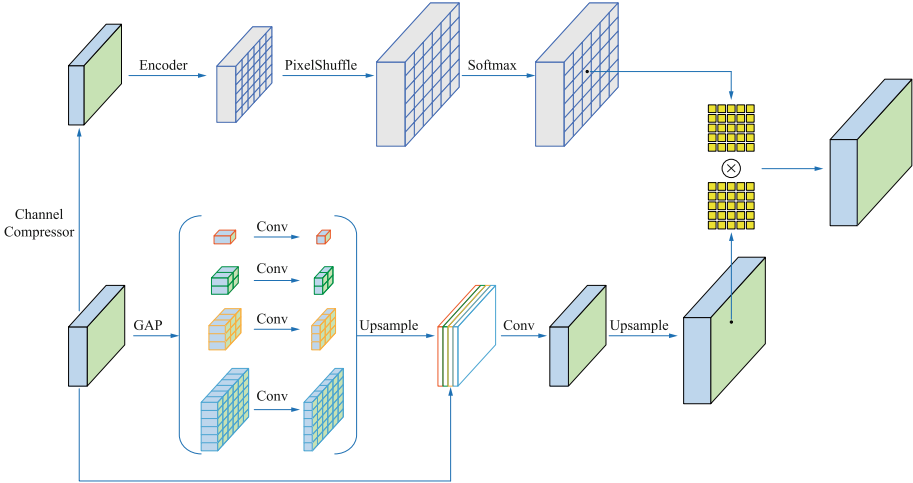 Encoder
PixelShuffle
Softmax
Channel
Compressor
GAP
Conv
Conv
Conv
Conv
Upsample
Conv
Upsample